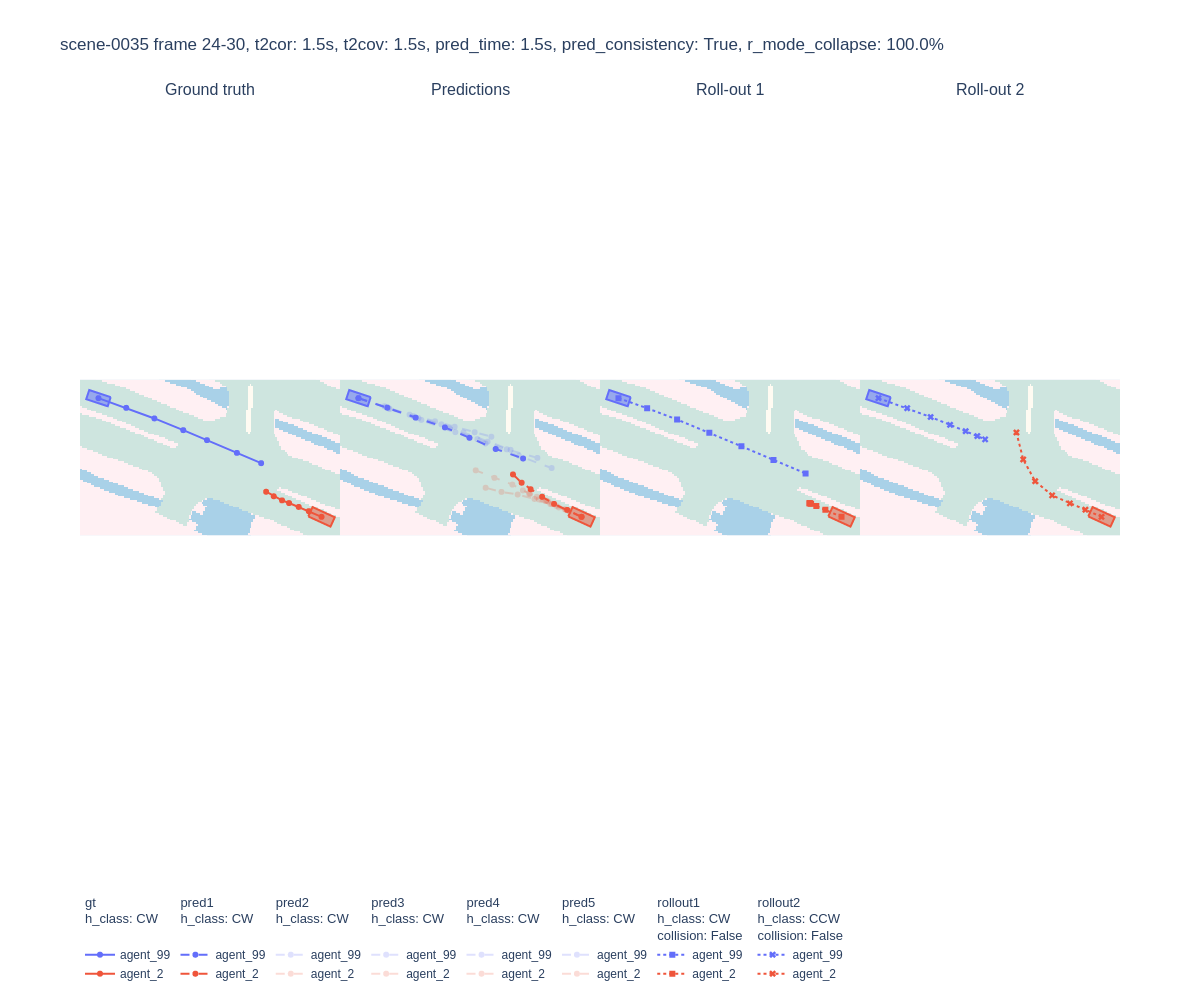 scene-0035 frame 24-30, t2cor: 1.5s, t2cov: 1.5s, pred_time: 1.5s, pred_consistency: True, r_mode_collapse: 100.0%
Ground truth
Predictions
Roll-out 1
Roll-out 2
gt
h_class: CW
agent_99
agent_2
pred1
h_class: CW
agent_99
agent_2
pred2
h_class: CW
agent_99
agent_2
pred3
h_class: CW
agent_99
agent_2
pred4
h_class: CW
agent_99
agent_2
pred5
h_class: CW
agent_99
agent_2
rollout1
h_class: CW
collision: False
agent_99
agent_2
rollout2
h_class: CCW
collision: False
agent_99
agent_2